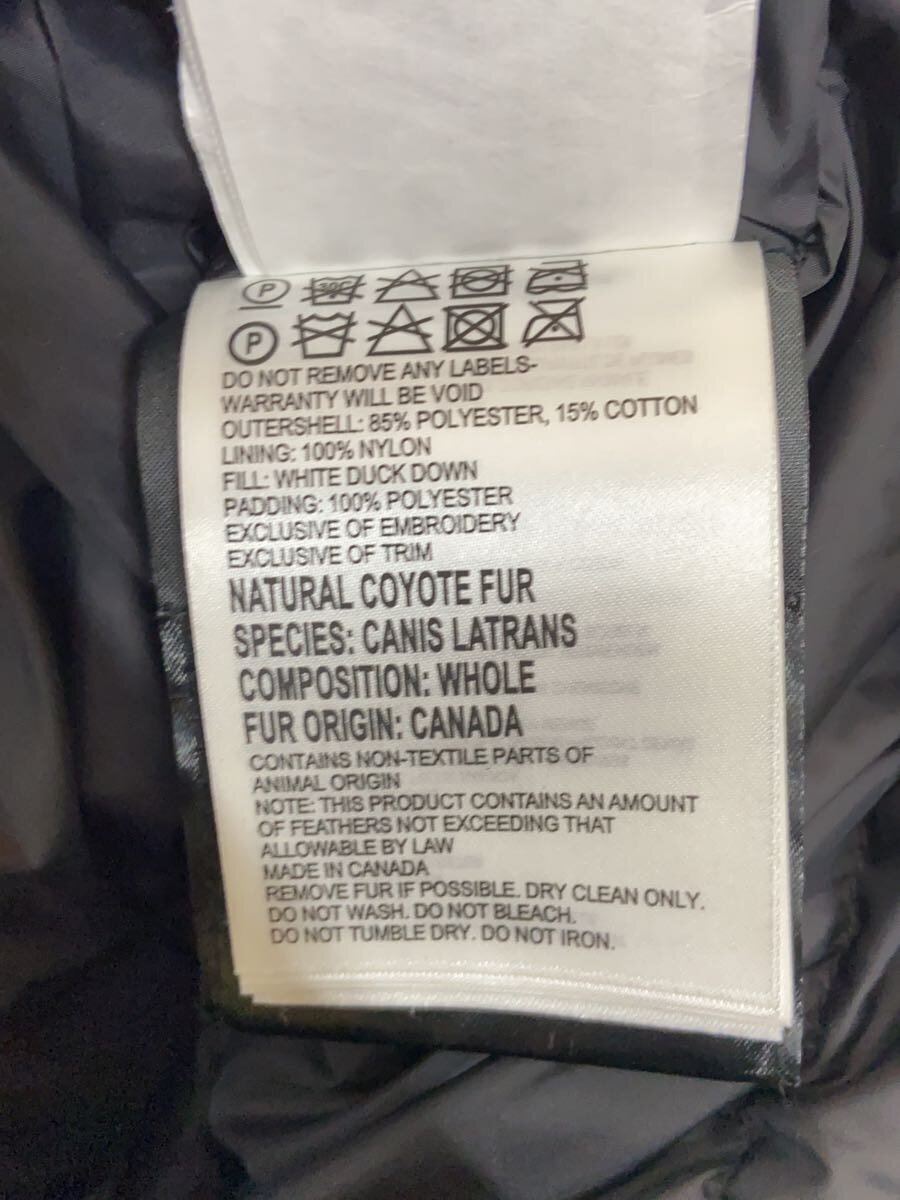 P 30C
P
DO NOT REMOVE ANY LABELS-
WARRANTY WILL BE VOID
OUTERSHELL: 85% POLYESTER, 15% COTTON
LINING: 100% NYLON
FILL: WHITE DUCK DOWN
PADDING: 100% POLYESTER
EXCLUSIVE OF EMBROIDERY
EXCLUSIVE OF TRIM
NATURAL COYOTE FUR
SPECIES: CANIS LATRANS
COMPOSITION: WHOLE
FUR ORIGIN: CANADA
CONTAINS NON-TEXTILE PARTS OF
ANIMAL ORIGIN
NOTE: THIS PRODUCT CONTAINS AN AMOUNT
OF FEATHERS NOT EXCEEDING THAT
ALLOWABLE BY LAW
MADE IN CANADA
REMOVE FUR IF POSSIBLE. DRY CLEAN ONLY.
DO NOT WASH. DO NOT BLEACH.
DO NOT TUMBLE DRY. DO NOT IRON.